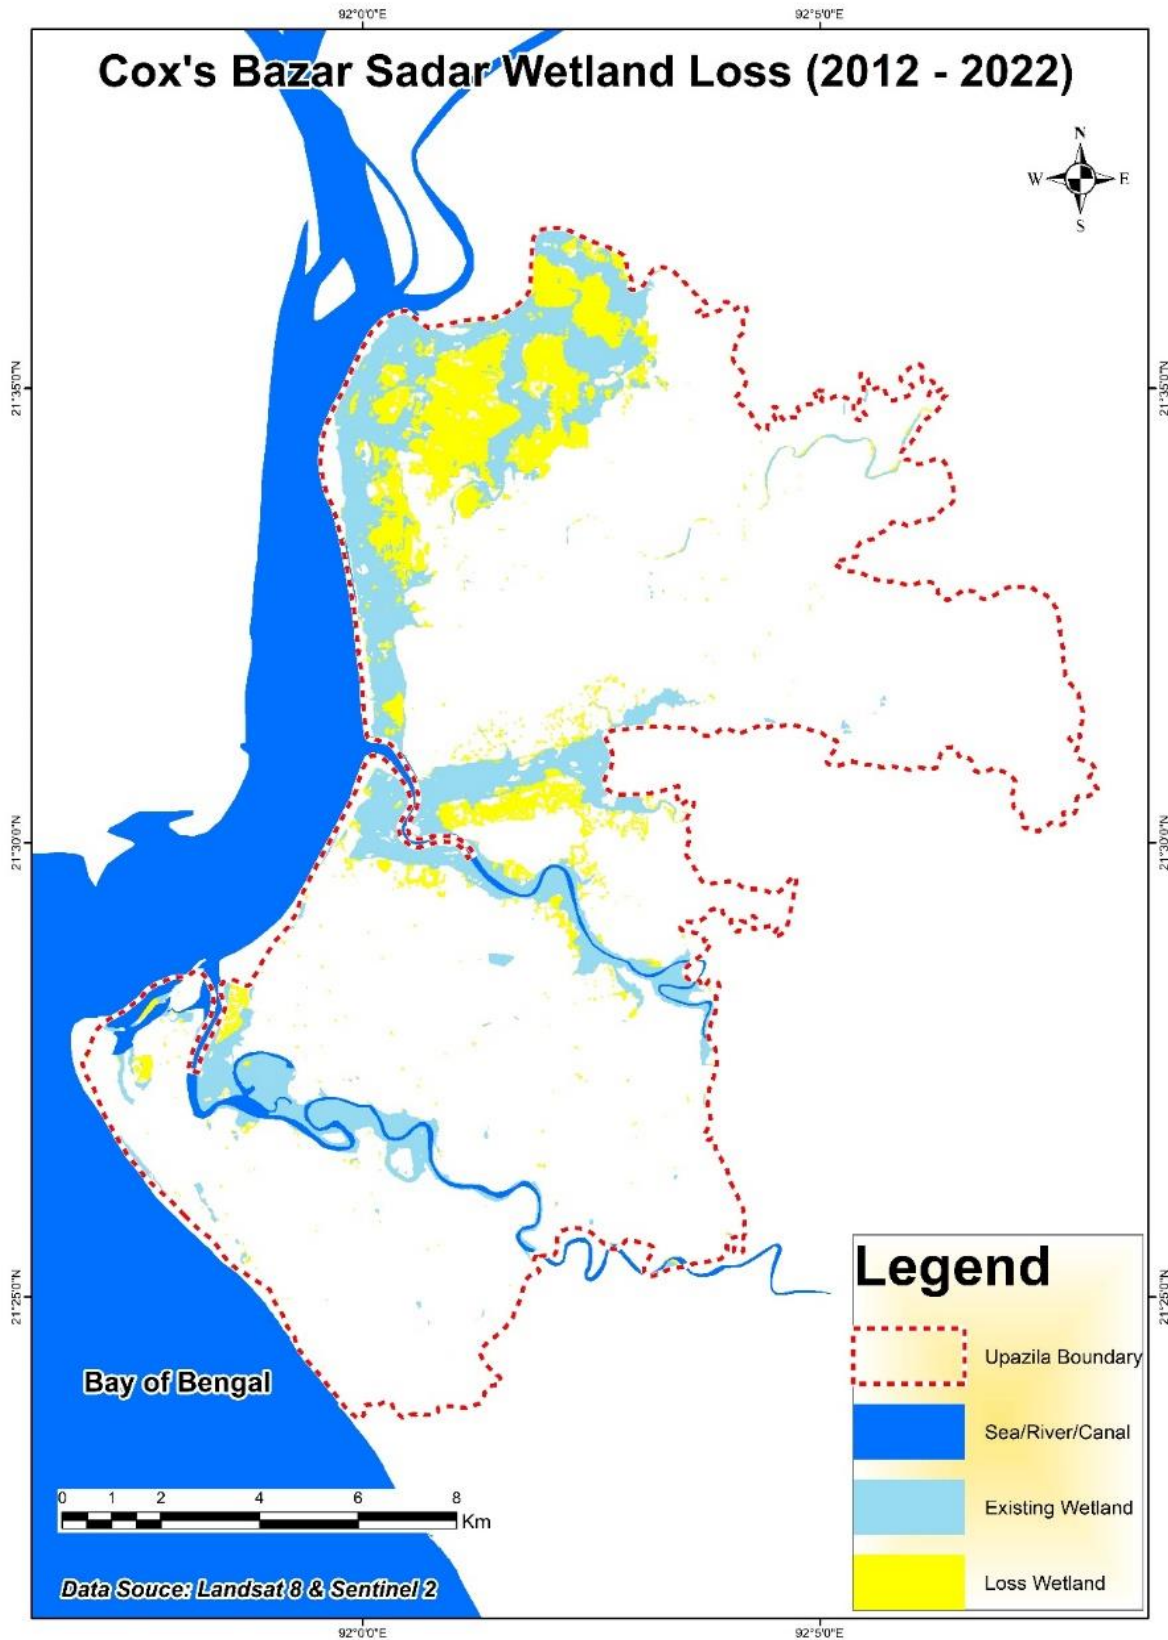 92°0'0"E 92°5'0"E
Cox's Bazar Sadar Wetland Loss (2012 - 2022)
N
W E
S
21°35'0"N 21°35'0"N
21°30'0"N 21°30'0"N
21°25'0"N 21°25'0"N
Legend
Upazila Boundary
Sea/River/Canal
Existing Wetland
Loss Wetland
Bay of Bengal
0 1 2 4 6 8
Km
Data Souce: Landsat 8 & Sentinel 2
92°0'0"E 92°5'0"E